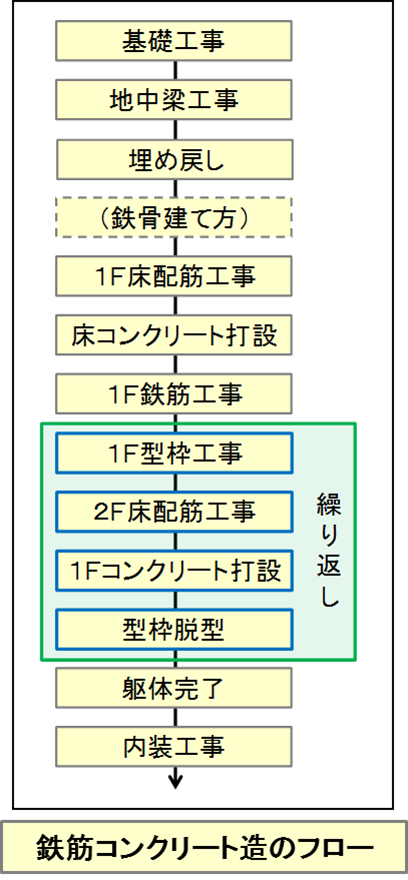 基礎工事
地中梁工事
埋め戻し
（鉄骨建て方）
１Ｆ床配筋工事
床コンクリート打設
１Ｆ鉄筋工事
１Ｆ型枠工事
２Ｆ床配筋工事
１Ｆコンクリート打設
型枠脱型
繰り返し
躯体完了
内装工事
鉄筋コンクリート造のフロー